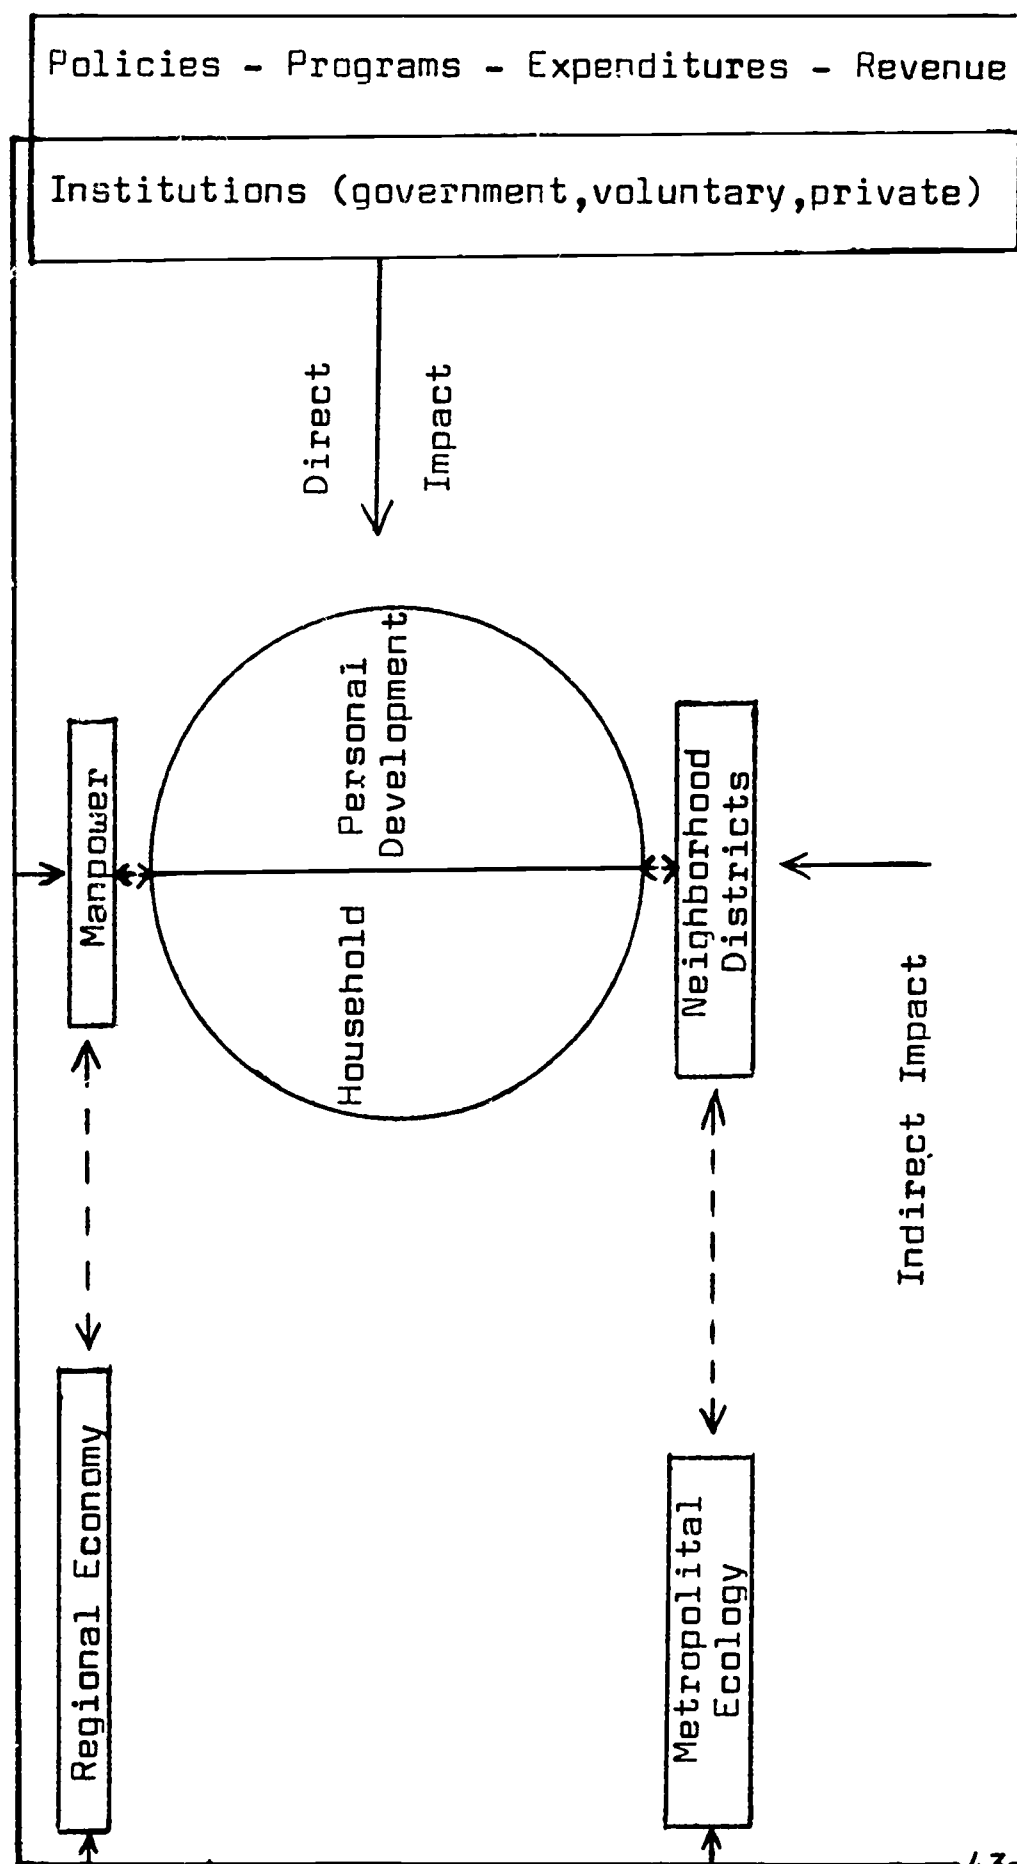 Policies - Programs - Expenditures - Revenue
Institutions (government,voluntary,private)
Direct
Impact
Personal
Development
Household
Manpower
Neighborhood
Districts
Indirect Impact
Regional Economy
Metropolital
Ecology